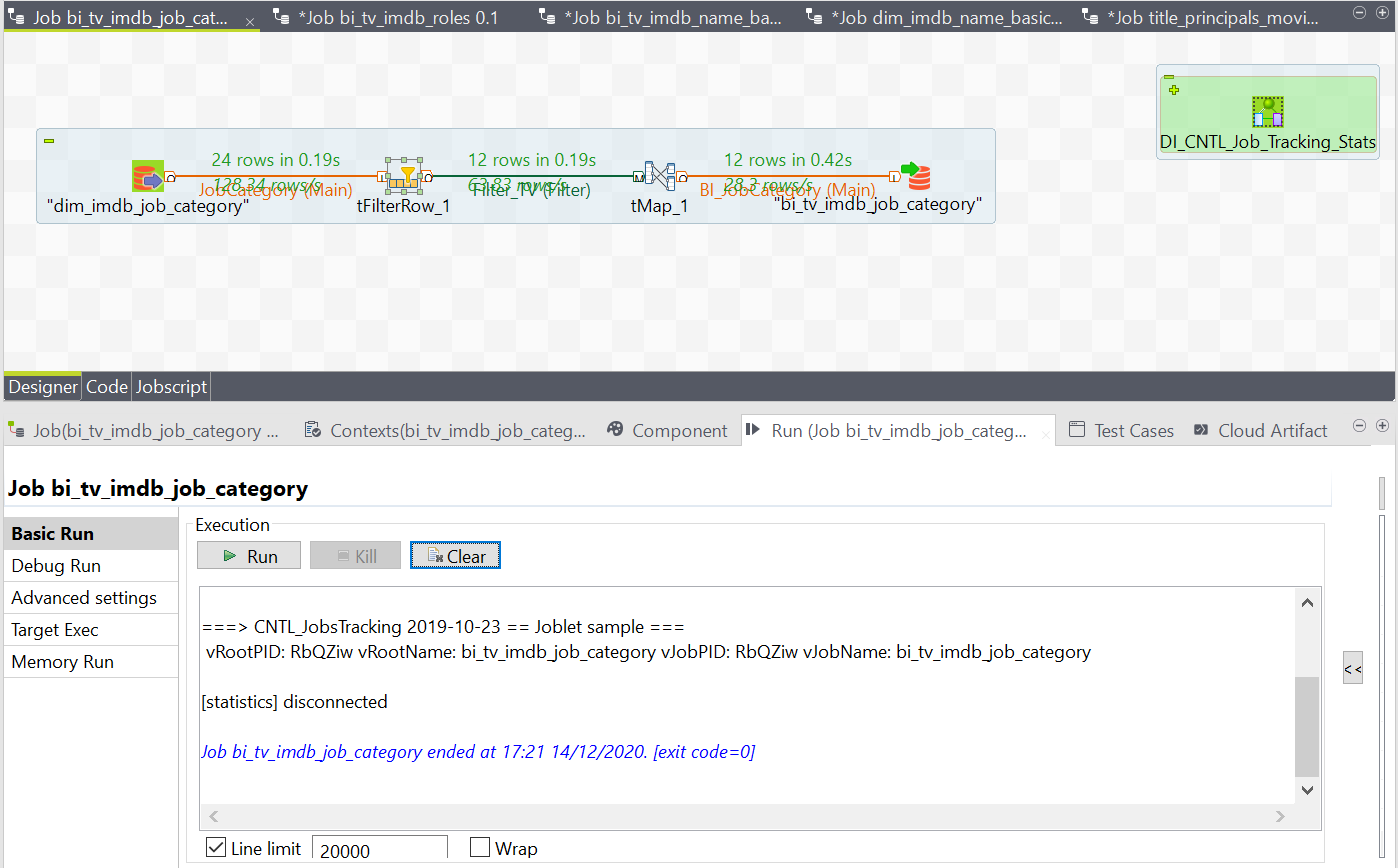 Job bi_tv_imdb_job_cat... *Job bi_tv_imdb_roles 0.1 *Job bi_tv_imdb_name_ba... *Job dim_imdb_name_basic... *Job title_principals_movi...
24 rows in 0.19s 12 rows in 0.19s 12 rows in 0.42s
128.34 rows/s 63.83 rows/s 28.3 rows/s
JobCategory (Main) Filter_TV (Filter) BI_JobCategory (Main)
"dim_imdb_job_category" tFilterRow_1 tMap_1 "bi_tv_imdb_job_category"
DI_CNTL_Job_Tracking_Stats
Designer Code Jobscript
Job(bi_tv_imdb_job_category ... Contexts(bi_tv_imdb_job_categ... Component Run (Job bi_tv_imdb_job_categ... Test Cases Cloud Artifact
Job bi_tv_imdb_job_category
Basic Run
Debug Run
Advanced settings
Target Exec
Memory Run
Execution
Run Kill Clear
===> CNTL_JobsTracking 2019-10-23 == Joblet sample ===
vRootPID: RbQZiw vRootName: bi_tv_imdb_job_category vJobPID: RbQZiw vJobName: bi_tv_imdb_job_category
[statistics] disconnected
Job bi_tv_imdb_job_category ended at 17:21 14/12/2020. [exit code=0]
<<
Line limit 20000 Wrap